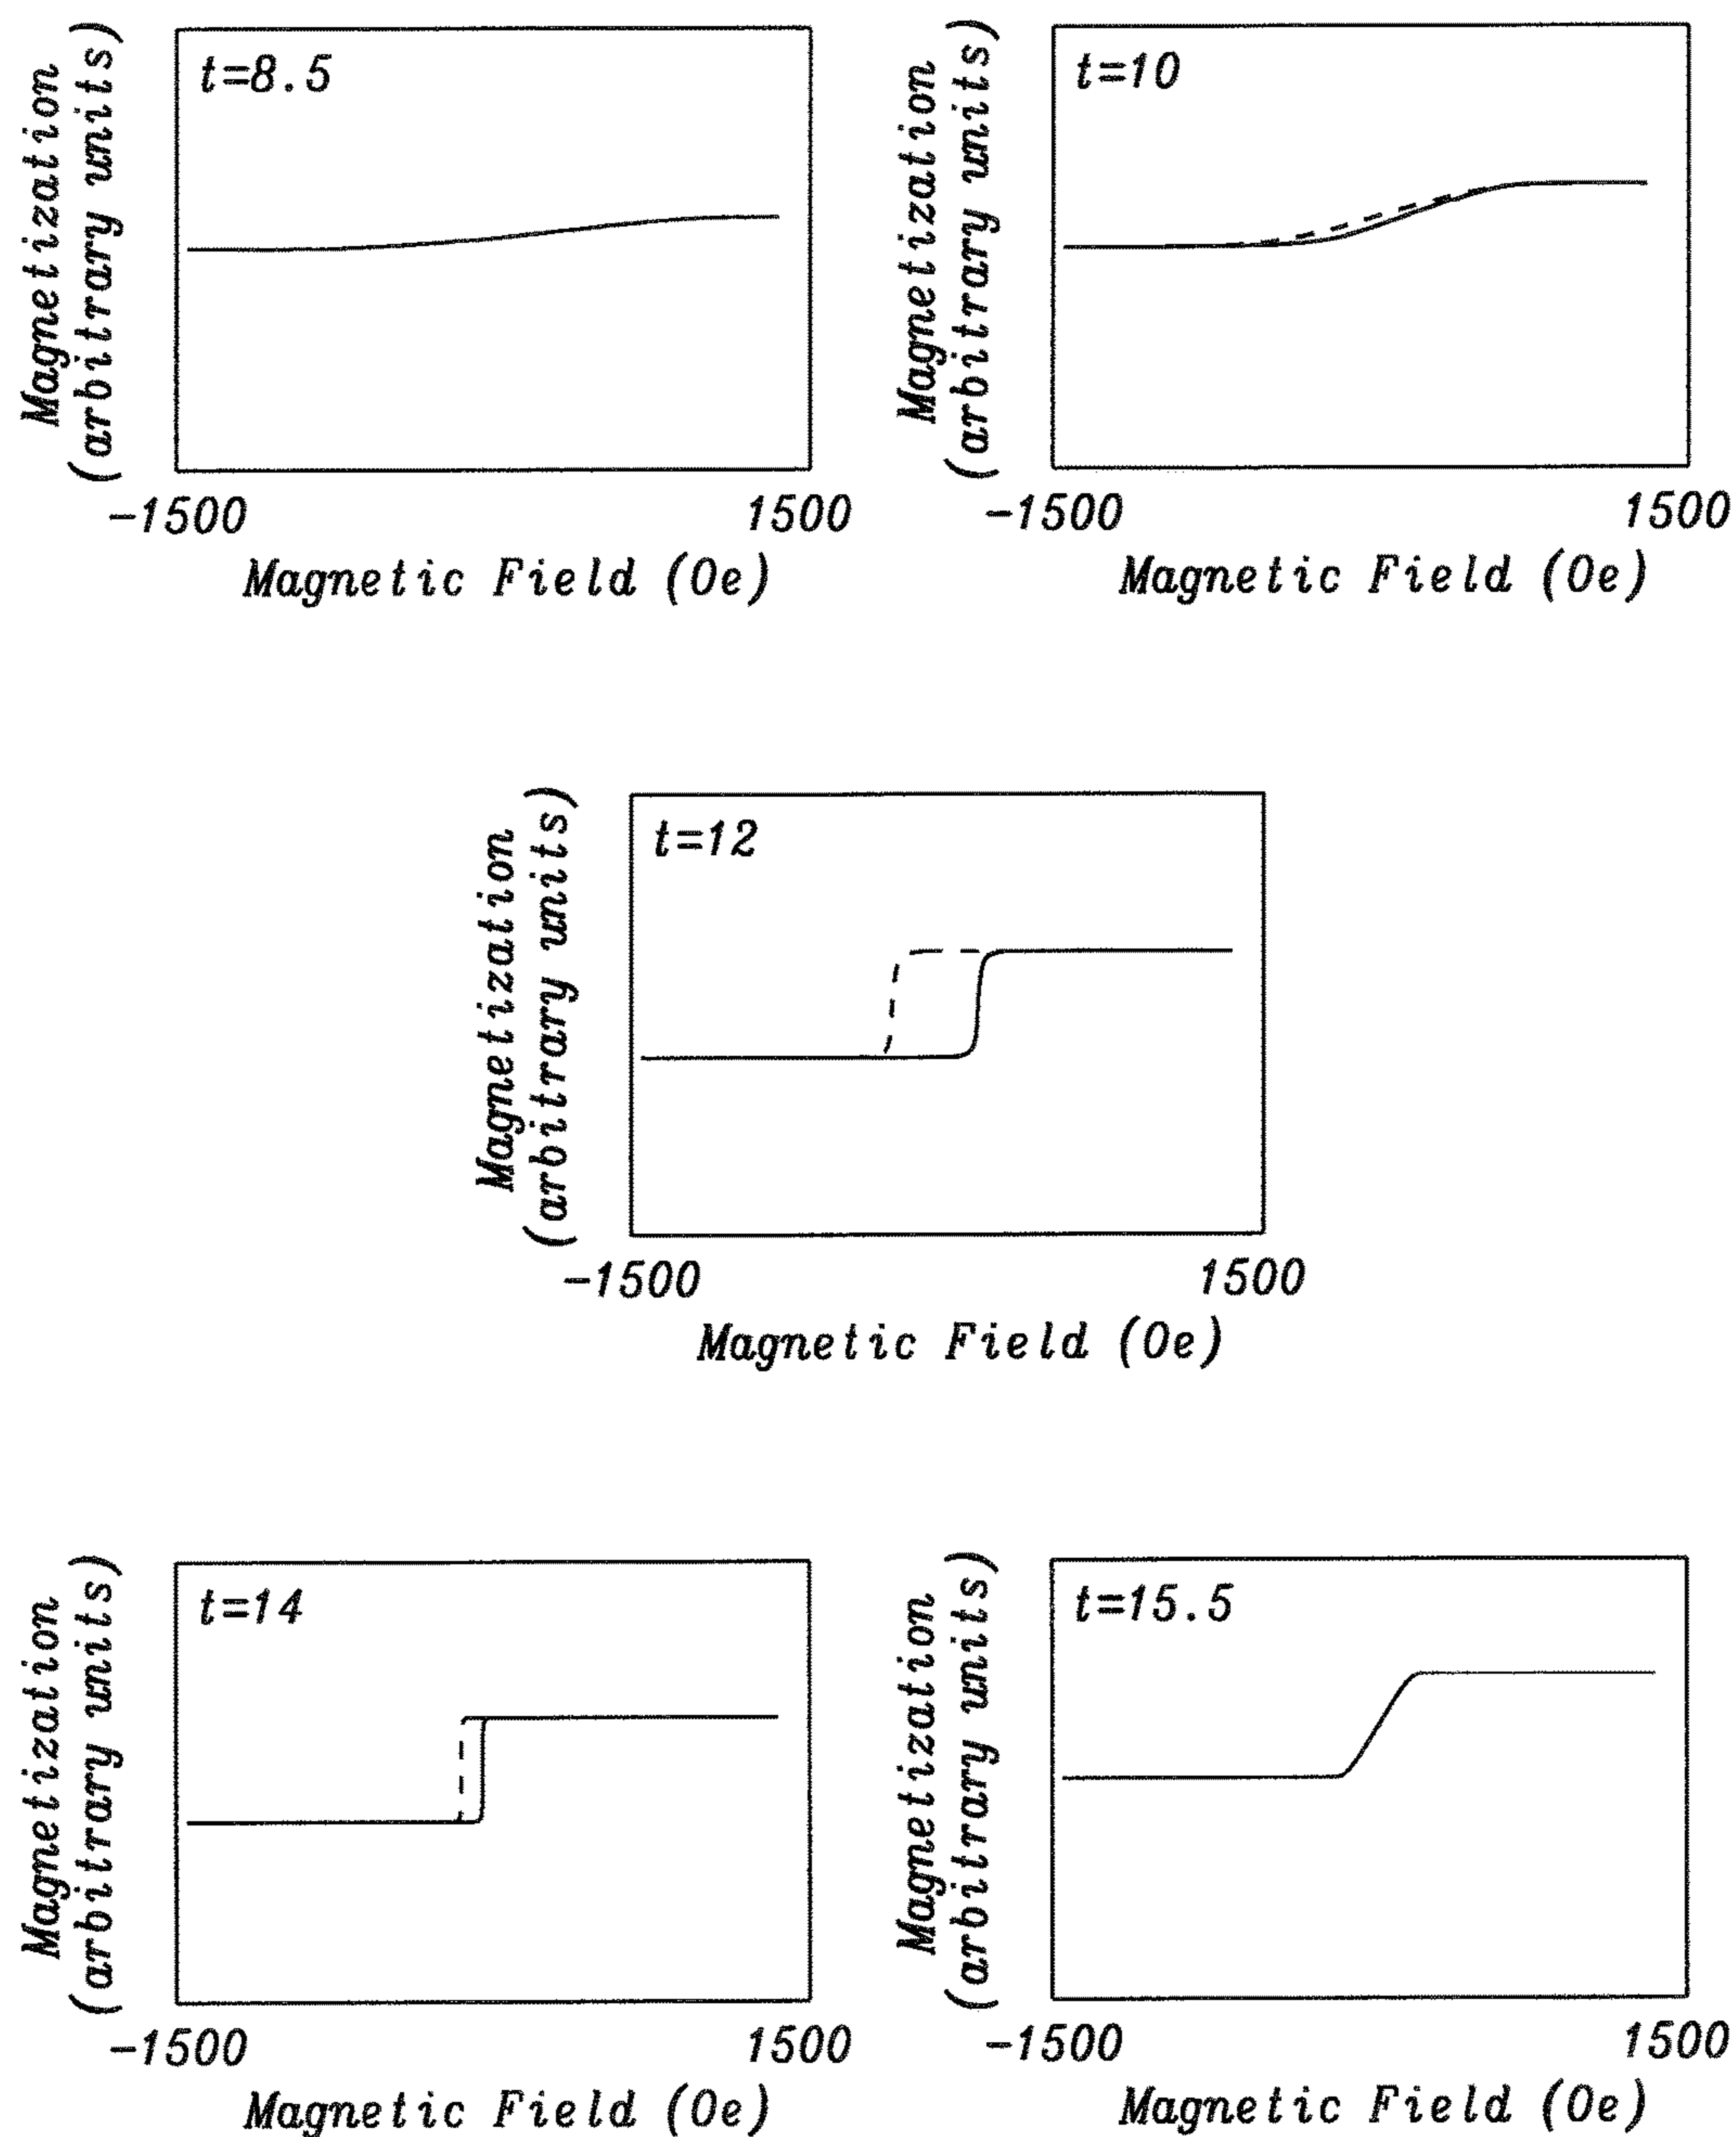 Magnetization
(arbitrary units)
t=8.5
-1500
1500
Magnetic Field (Oe)
Magnetization
(arbitrary units)
t=10
-1500
1500
Magnetic Field (Oe)
Magnetization
(arbitrary units)
t=12
-1500
1500
Magnetic Field (Oe)
Magnetization
(arbitrary units)
t=14
-1500
1500
Magnetic Field (Oe)
Magnetization
(arbitrary units)
t=15.5
-1500
1500
Magnetic Field (Oe)